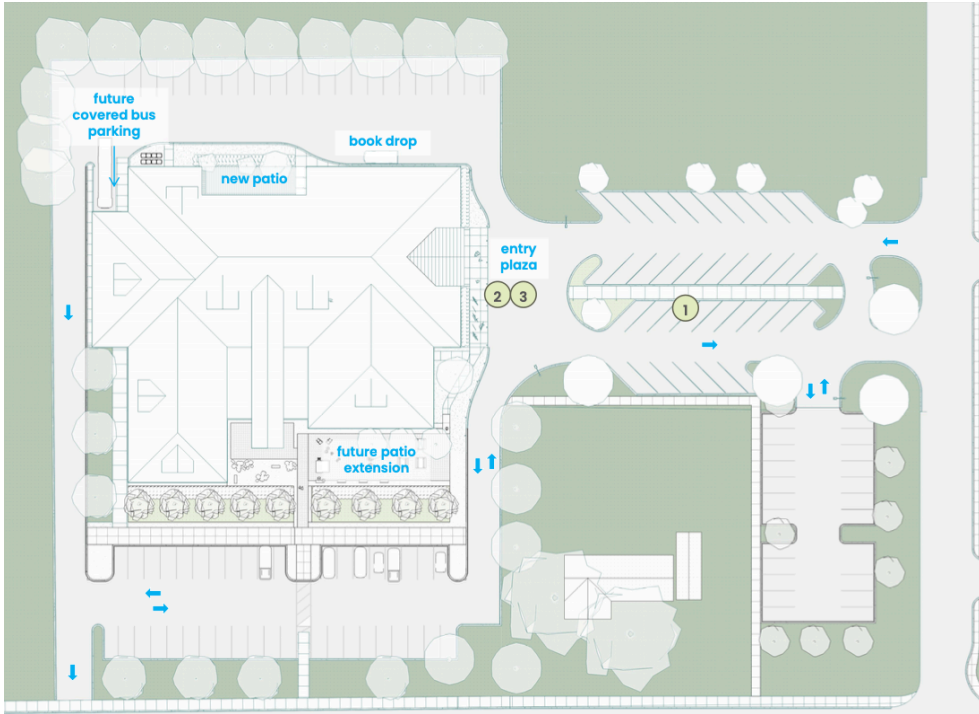 future
covered bus
parking
book drop
new patio
entry
plaza
2 3
1
future patio
extension